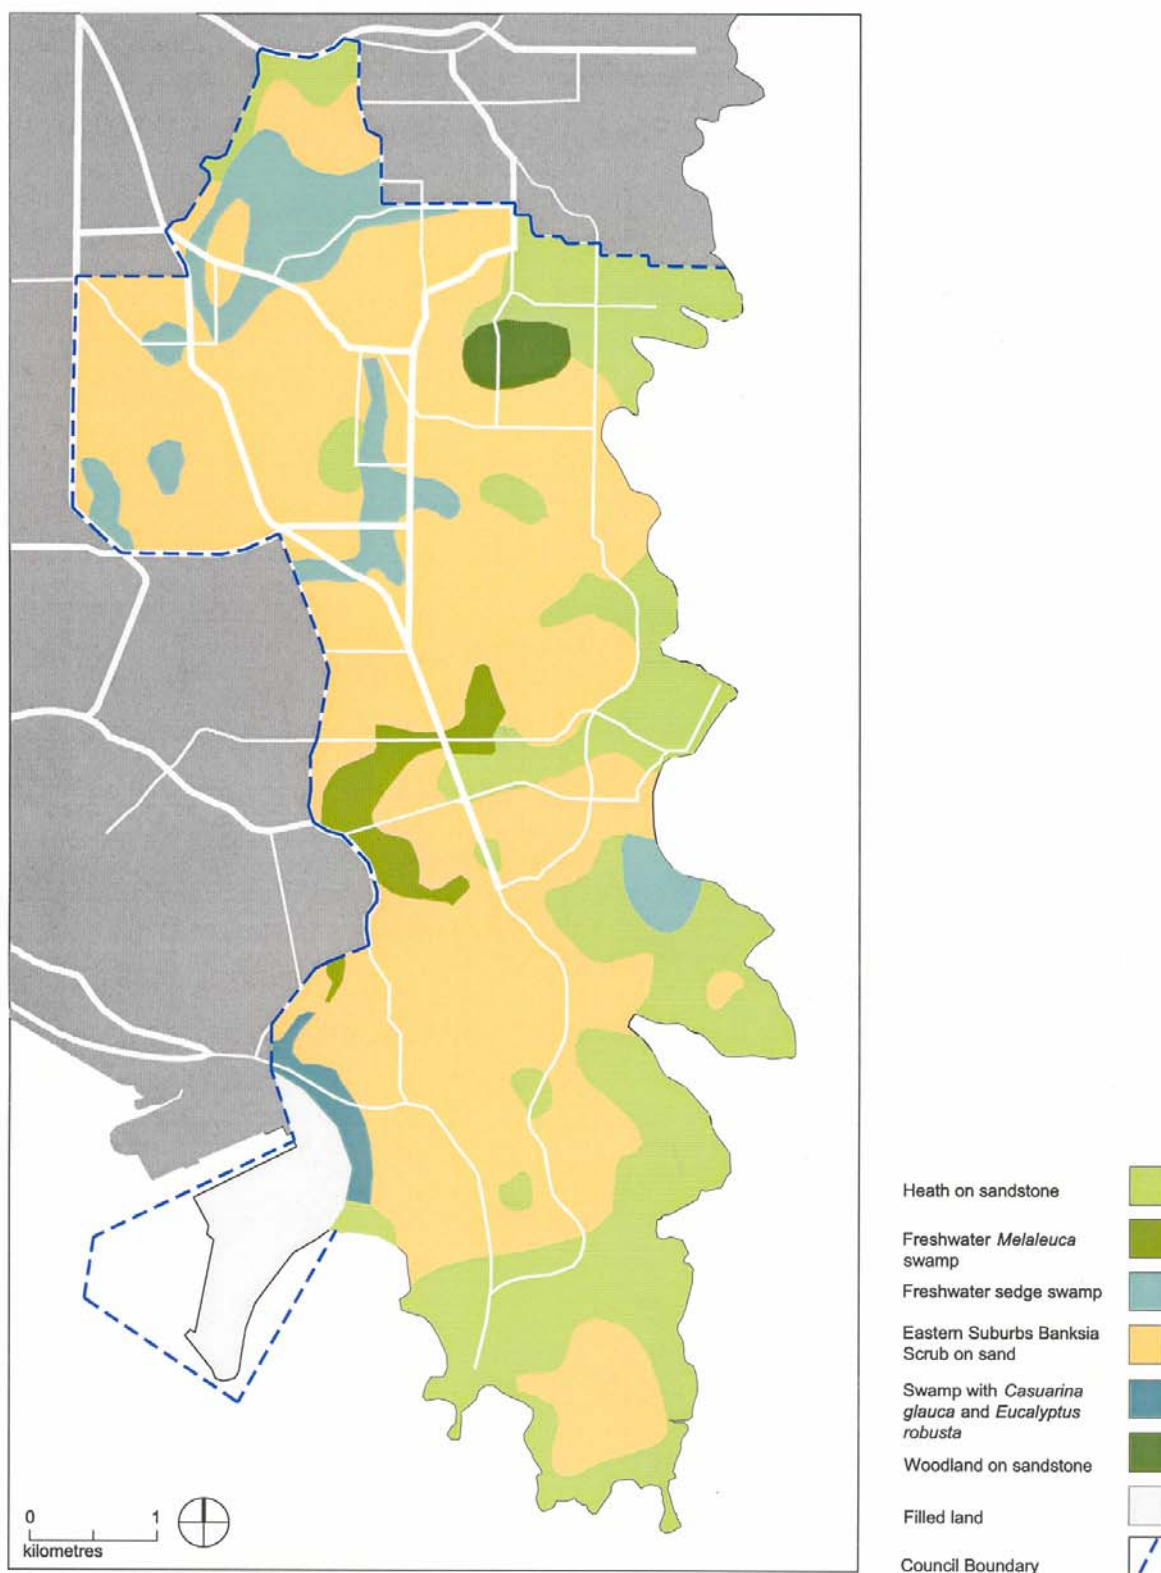 Heath on sandstone
Freshwater Melaleuca
swamp
Freshwater sedge swamp
Eastern Suburbs Banksia
Scrub on sand
Swamp with Casuarina
glauca and Eucalyptus
robusta
Woodland on sandstone
Filled land
Council Boundary
0 1
kilometres